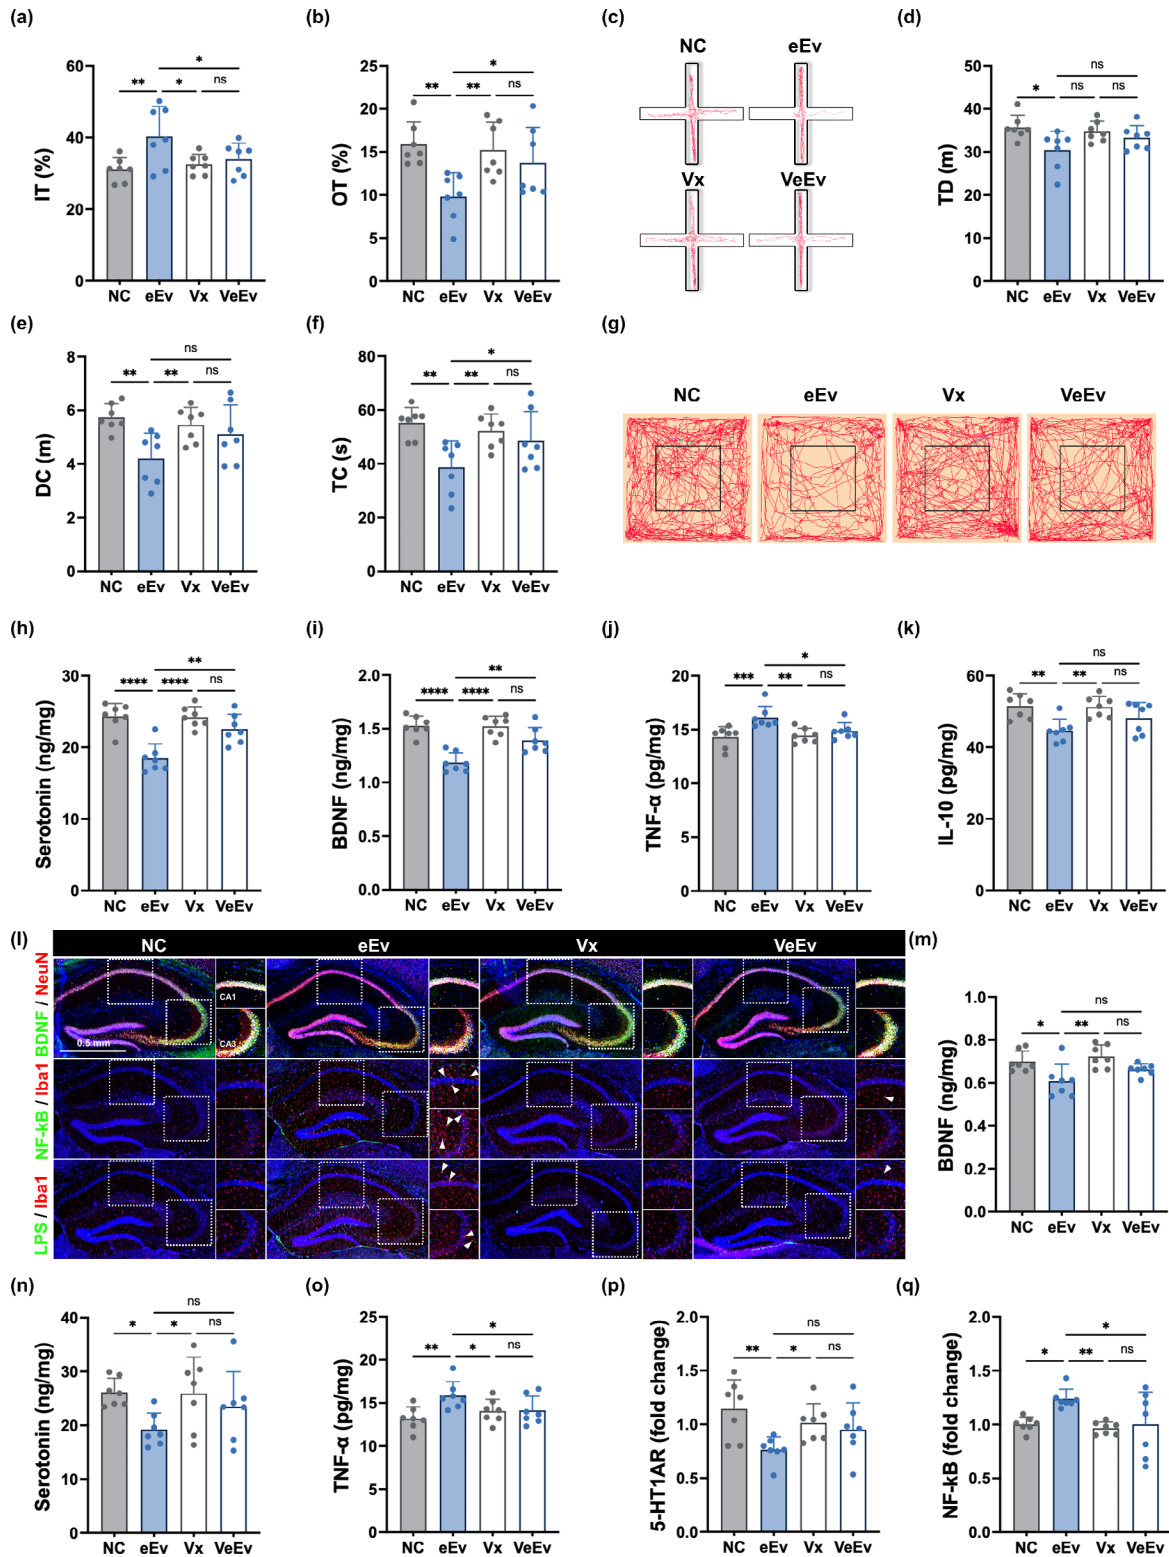 (a)
IT (%)
60
40
20
0
** * ns
*
NC eEv Vx VeEv
(b)
OT (%)
25
20
15
10
5
0
** ** ns
*
NC eEv Vx VeEv
(c)
NC eEv
Vx VeEv
(d)
TD (m)
50
40
30
20
10
0
* ns ns
ns
NC eEv Vx VeEv
(e)
DC (m)
8
6
4
2
0
** ** ns
ns
NC eEv Vx VeEv
(f)
TC (s)
80
60
40
20
0
** ** ns
*
NC eEv Vx VeEv
(g)
NC eEv Vx VeEv
(h)
Serotonin (ng/mg)
30
20
10
0
**** **** ns
**
NC eEv Vx VeEv
(i)
BDNF (ng/mg)
2.0
1.5
1.0
0.5
0.0
**** **** ns
**
NC eEv Vx VeEv
(j)
TNF-α (pg/mg)
20
15
10
5
0
*** ** ns
*
NC eEv Vx VeEv
(k)
IL-10 (pg/mg)
60
40
20
0
** ** ns
ns
NC eEv Vx VeEv
(l)
NC eEv Vx VeEv
BDNF / NeuN
CA1
CA3
0.5 mm
NF-kB / Iba1
LPS / Iba1
(m)
BDNF (ng/mg)
1.0
0.8
0.6
0.4
0.2
0.0
* ** ns
ns
NC eEv Vx VeEv
(n)
Serotonin (ng/mg)
40
30
20
10
0
* * ns
ns
NC eEv Vx VeEv
(o)
TNF-α (pg/mg)
25
20
15
10
5
0
** * ns
*
NC eEv Vx VeEv
(p)
5-HT1AR (fold change)
2.0
1.5
1.0
0.5
0.0
** * ns
ns
NC eEv Vx VeEv
(q)
NF-kB (fold change)
2.0
1.5
1.0
0.5
0.0
* ** ns
*
NC eEv Vx VeEv